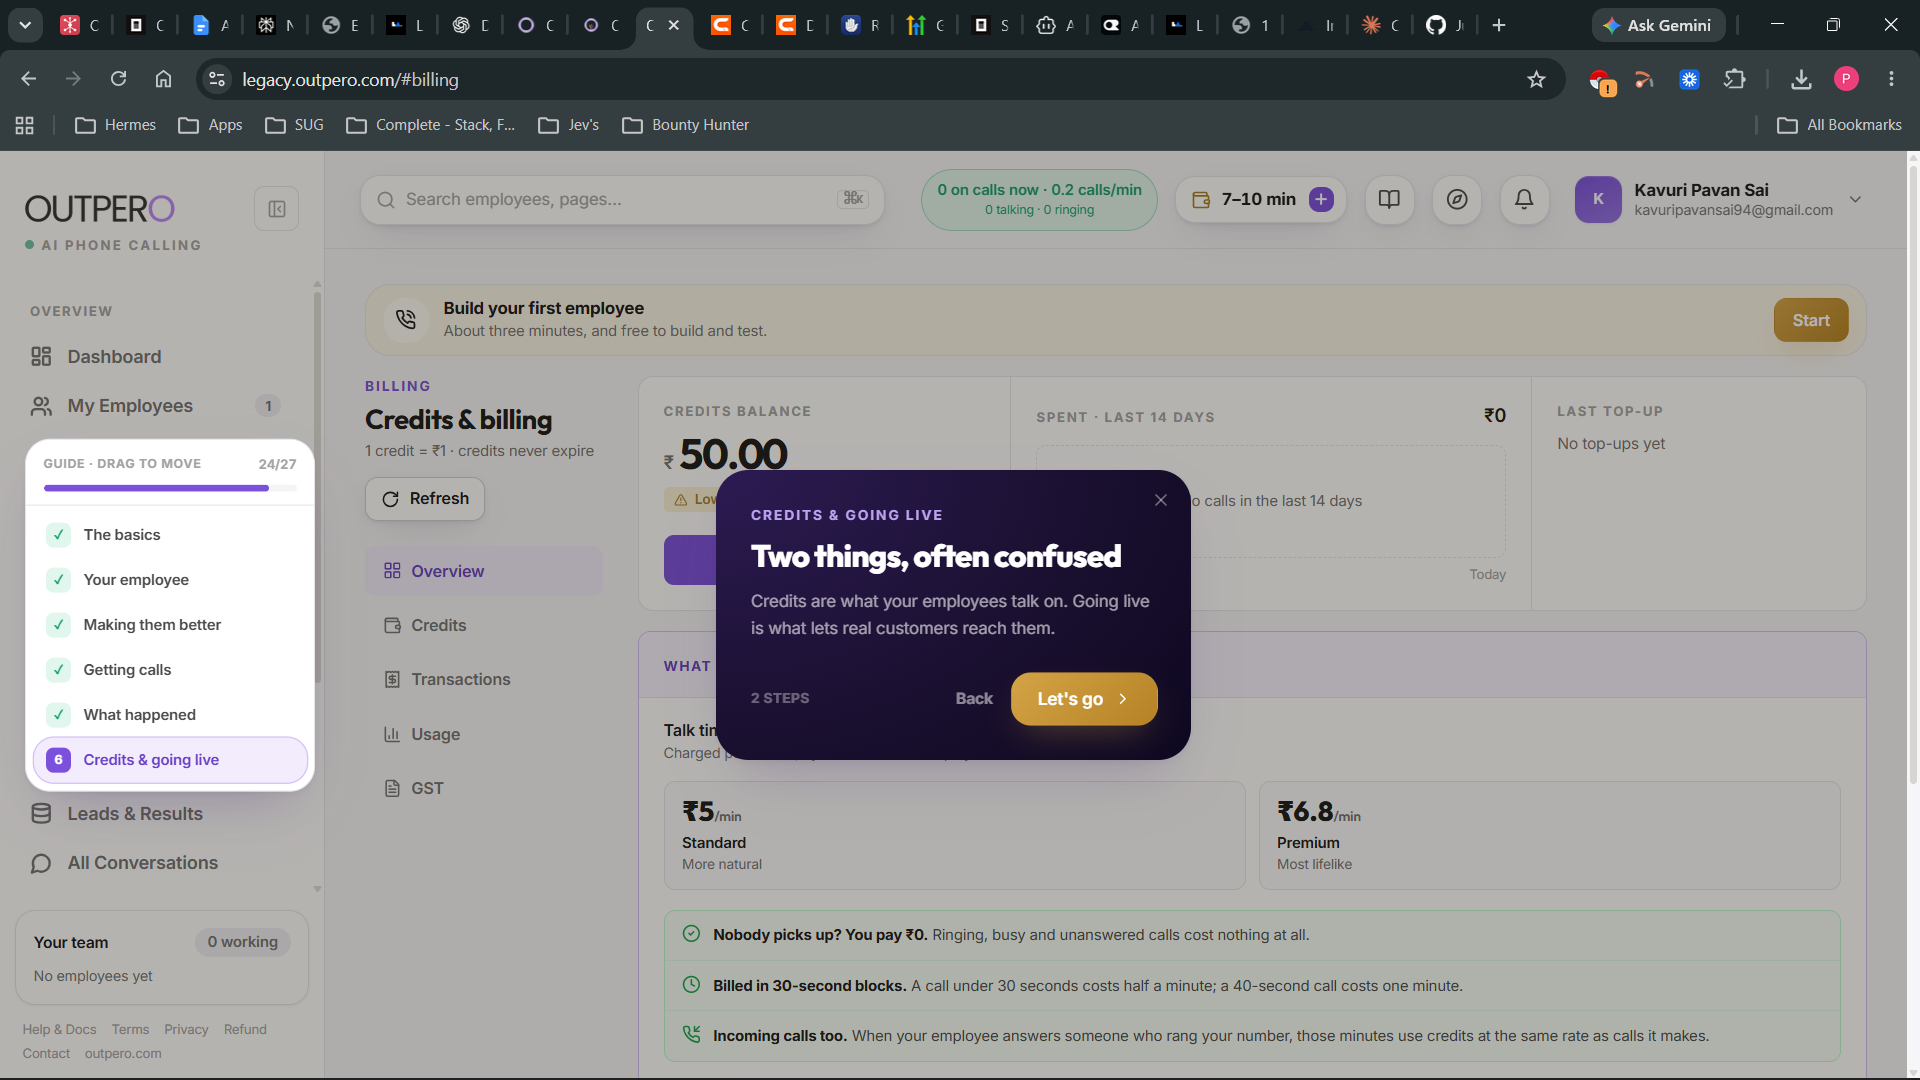 Ask Gemini
legacy.outpero.com/#billing
Hermes
Apps
SUG
Complete - Stack, F...
Jev's
Bounty Hunter
All Bookmarks
OUTPERO
AI PHONE CALLING
Search employees, pages...
⌘K
0 on calls now · 0.2 calls/min
0 talking · 0 ringing
7–10 min
K
Kavuri Pavan Sai
kavuripavansai94@gmail.com
OVERVIEW
Dashboard
My Employees
1
GUIDE · DRAG TO MOVE
24/27
The basics
Your employee
Making them better
Getting calls
What happened
6
Credits & going live
Leads & Results
All Conversations
Your team
0 working
No employees yet
Help & Docs
Terms
Privacy
Refund
Contact
outpero.com
Build your first employee
About three minutes, and free to build and test.
Start
BILLING
Credits & billing
1 credit = ₹1 · credits never expire
Refresh
Overview
Credits
Transactions
Usage
GST
CREDITS BALANCE
₹ 50.00
SPENT · LAST 14 DAYS
₹0
calls in the last 14 days
Today
LAST TOP-UP
No top-ups yet
CREDITS & GOING LIVE
Two things, often confused
Credits are what your employees talk on. Going live
is what lets real customers reach them.
2 STEPS
Back
Let's go
WHAT
Talk
Charged
₹5/min
Standard
More natural
₹6.8/min
Premium
Most lifelike
Nobody picks up? You pay ₹0. Ringing, busy and unanswered calls cost nothing at all.
Billed in 30-second blocks. A call under 30 seconds costs half a minute; a 40-second call costs one minute.
Incoming calls too. When your employee answers someone who rang your number, those minutes use credits at the same rate as calls it makes.